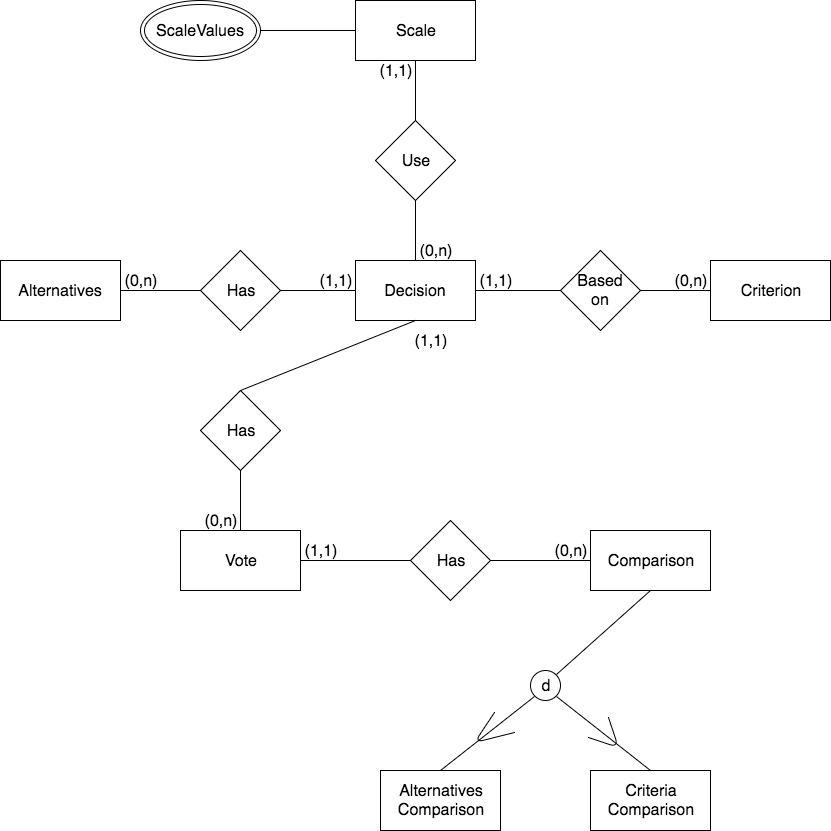 ScaleValues
Scale
(1,1)
Use
(0,n)
Alternatives
(0,n)
Has
(1,1)
Decision
(1,1)
Based
on
(0,n)
Criterion
(1,1)
Has
(0,n)
Vote
(1,1)
Has
(0,n)
Comparison
d
Alternatives
Comparison
Criteria
Comparison